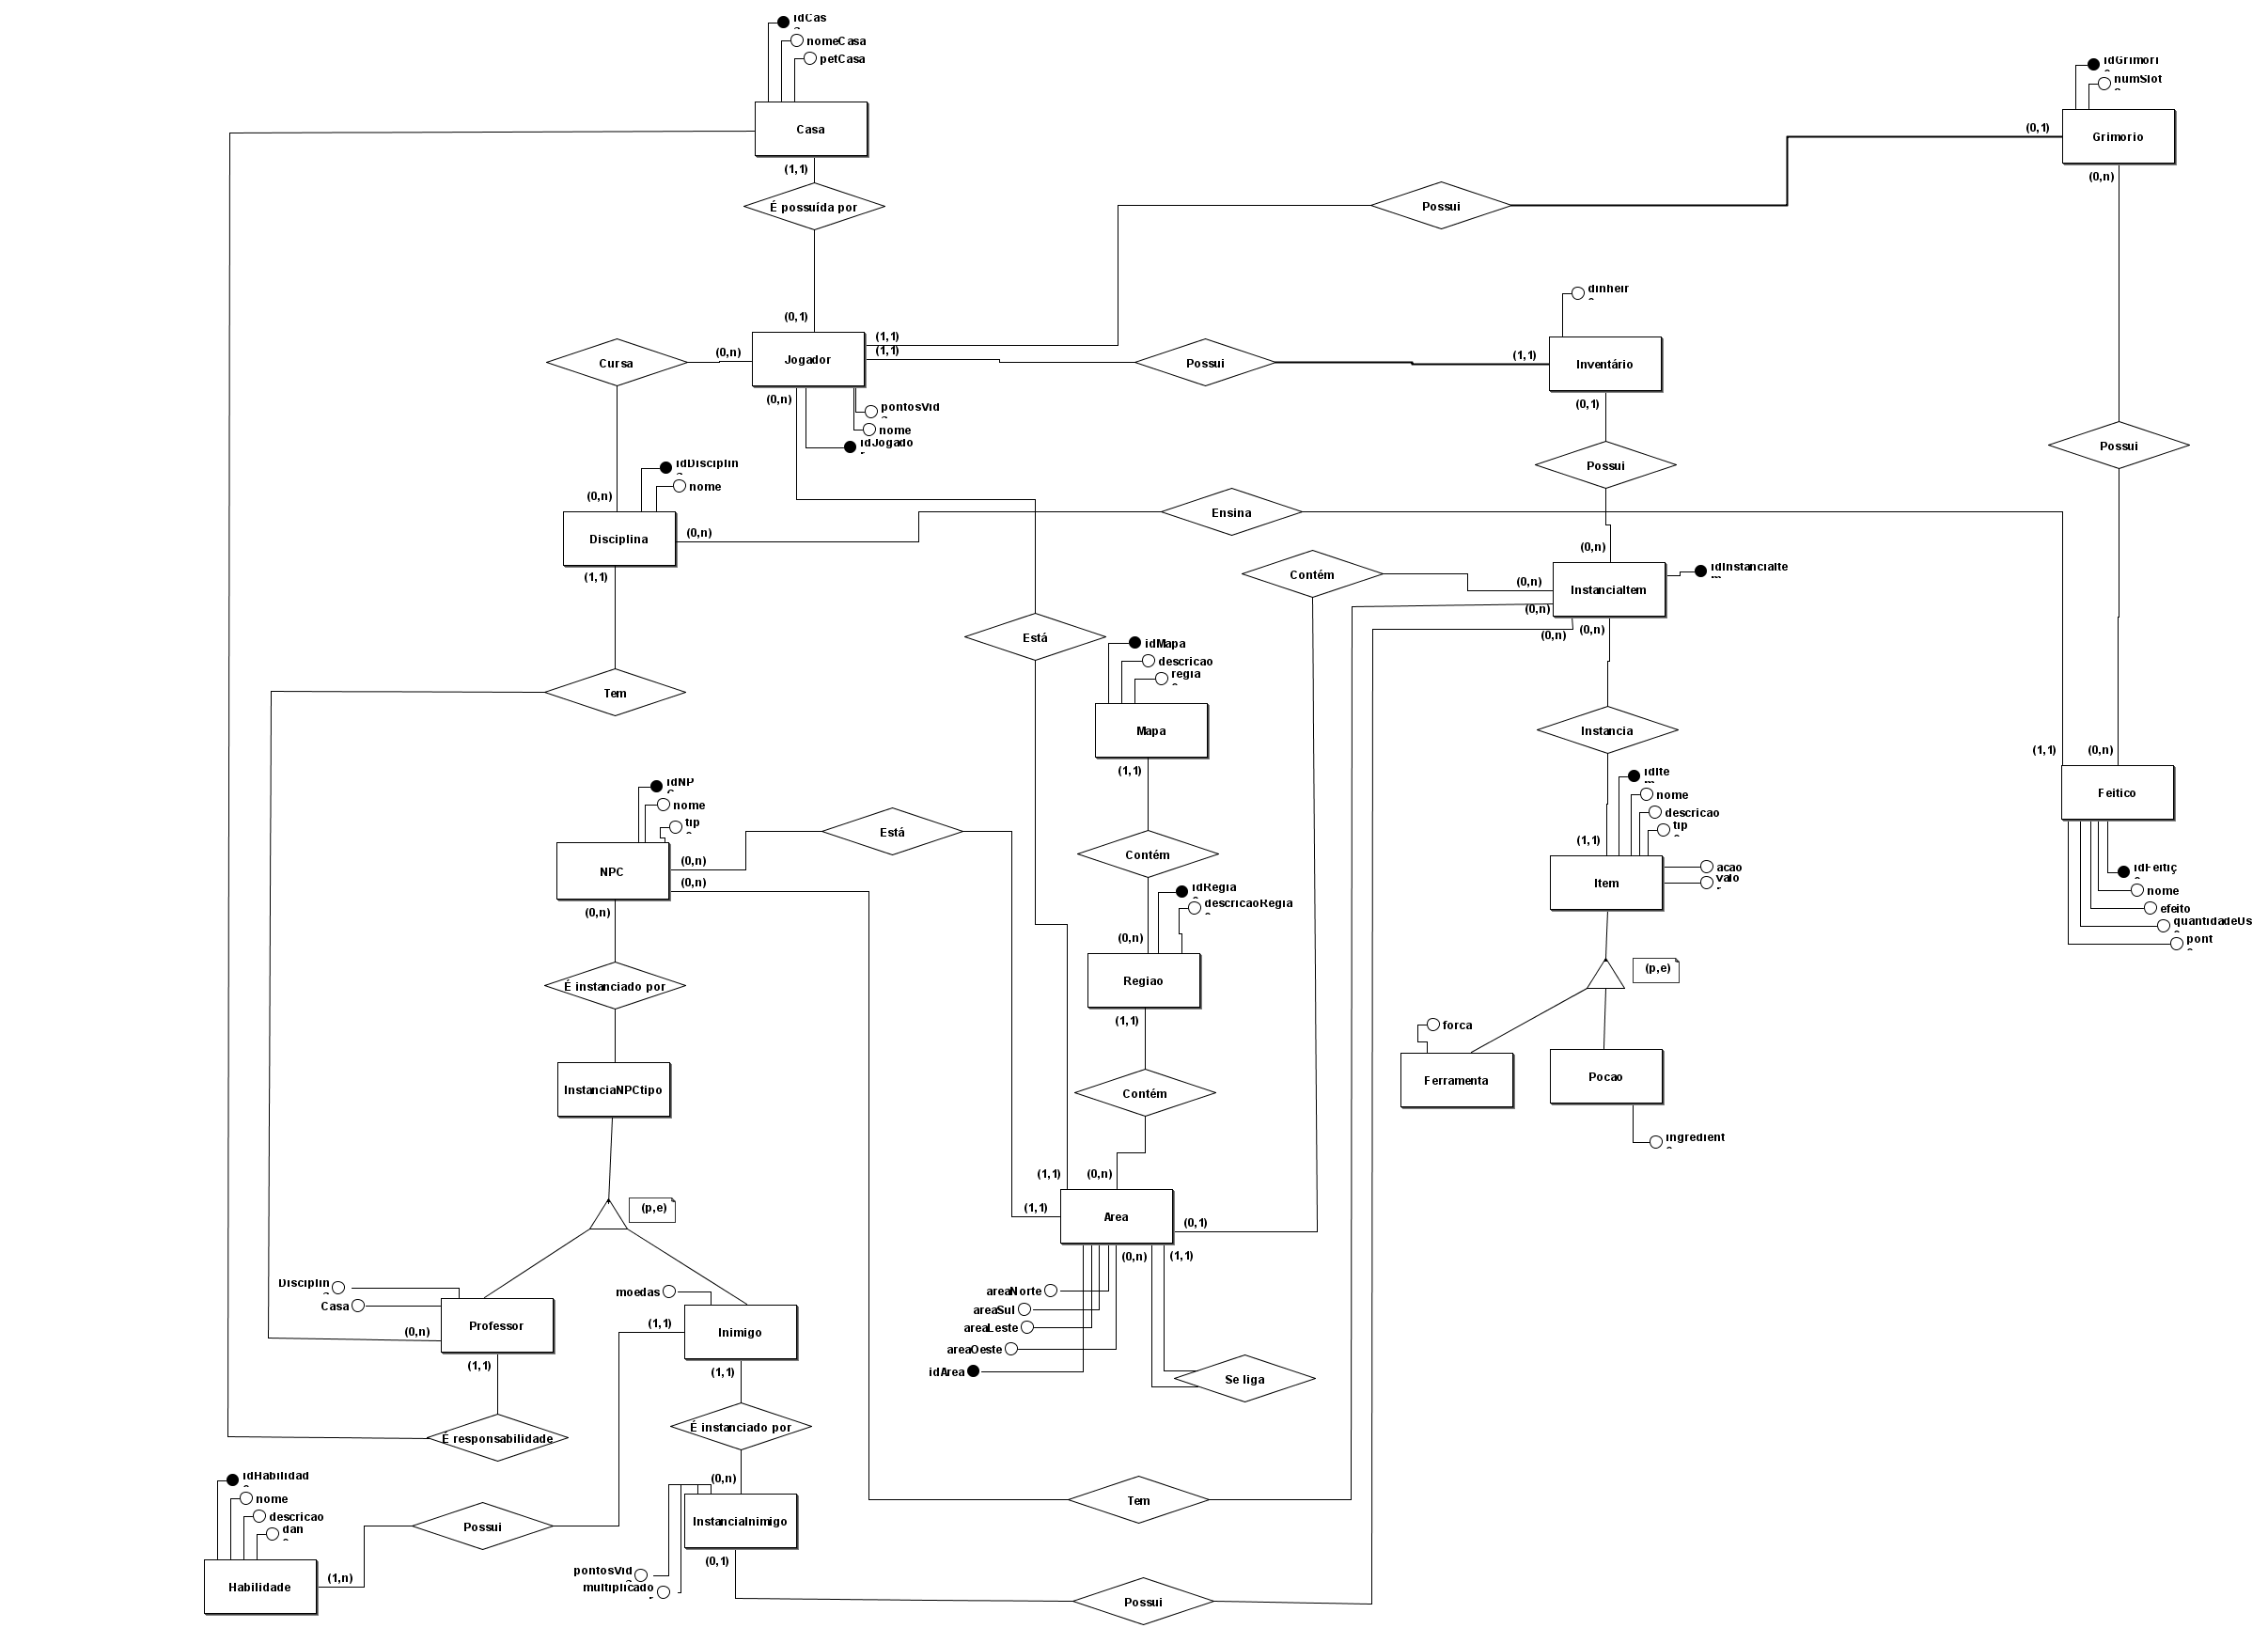 idCas
nomeCasa
petCasa
Casa
(1,1)
É possuída por
(0,1)
idGrimori
numSlot
(0,1)
Grimorio
(0,n)
Possui
dinheir
(1,1)
(1,1)
Cursa
(0,n)
Jogador
Possui
(1,1)
Inventário
(0,1)
(0,n)
pontosVid
nome
idJogado
Possui
Possui
idDisciplin
nome
(0,n)
Disciplina
(0,n)
(1,1)
Ensina
(0,n)
Contém
(0,n)
InstanciaItem
idInstanciaIte
m
(0,n)
(0,n)
(0,n)
Está
idMapa
descricao
regia
Mapa
(1,1)
Tem
Instancia
(1,1)
(0,n)
Feitico
idNP
nome
tip
NPC
(0,n)
(0,n)
(0,n)
Está
Contém
idIte
m
nome
descricao
tip
(1,1)
Item
acao
valo
idFeitiç
nome
efeito
quantidadeUs
pont
idRegia
descricaoRegia
(0,n)
Regiao
(1,1)
É instanciado por
(p,e)
forca
Ferramenta
Pocao
ingredient
InstanciaNPCtipo
Contém
(1,1)
(0,n)
(1,1)
Area
(0,1)
(0,n)
(1,1)
(p,e)
Disciplin
Casa
moedas
areaNorte
areaSul
areaLeste
areaOeste
idArea
Se liga
(0,n)
Professor
(1,1)
(1,1)
Inimigo
(1,1)
É responsabilidade
É instanciado por
idHabilidad
nome
descricao
dan
Habilidade
(1,n)
Possui
(0,n)
InstanciaInimigo
(0,1)
pontosVid
multiplicado
Tem
Possui